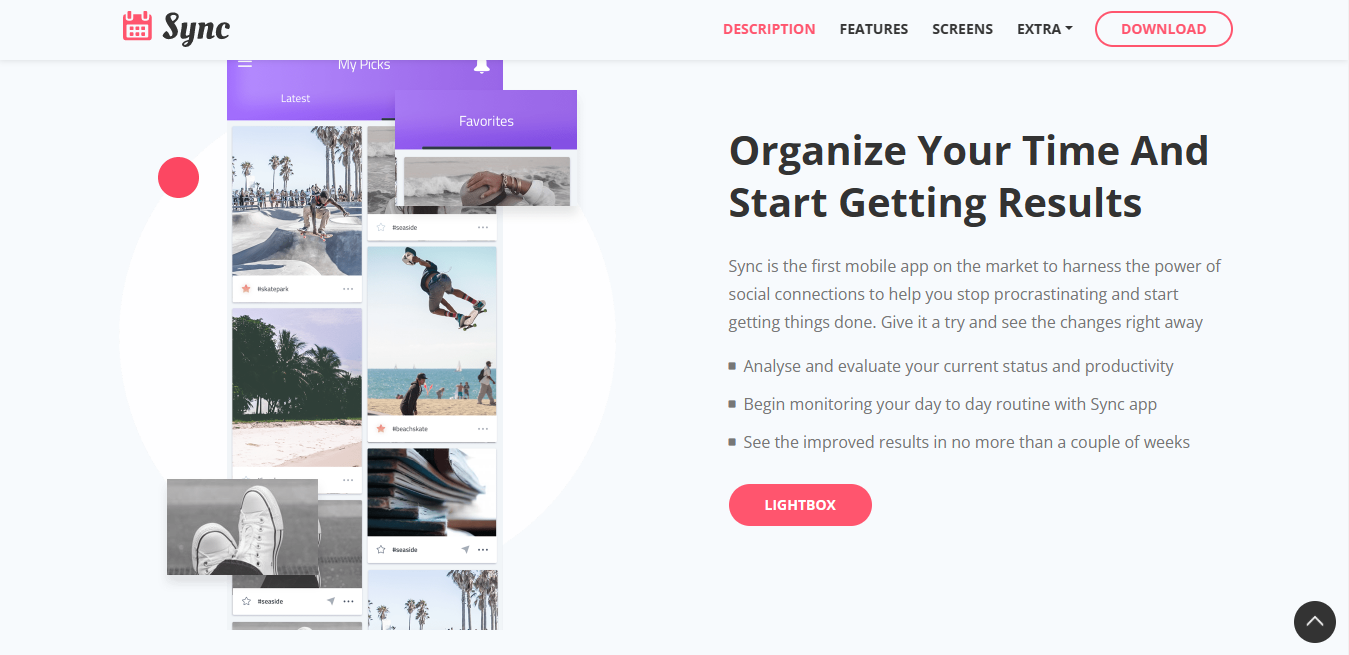 Sync
DESCRIPTION
FEATURES
SCREENS
EXTRA
DOWNLOAD
My Picks
Latest
Favorites
#skatepark
#seaside
#beachskate
#seaside
#seaside
Organize Your Time And
Start Getting Results
Sync is the first mobile app on the market to harness the power of
social connections to help you stop procrastinating and start
getting things done. Give it a try and see the changes right away
Analyse and evaluate your current status and productivity
Begin monitoring your day to day routine with Sync app
See the improved results in no more than a couple of weeks
LIGHTBOX